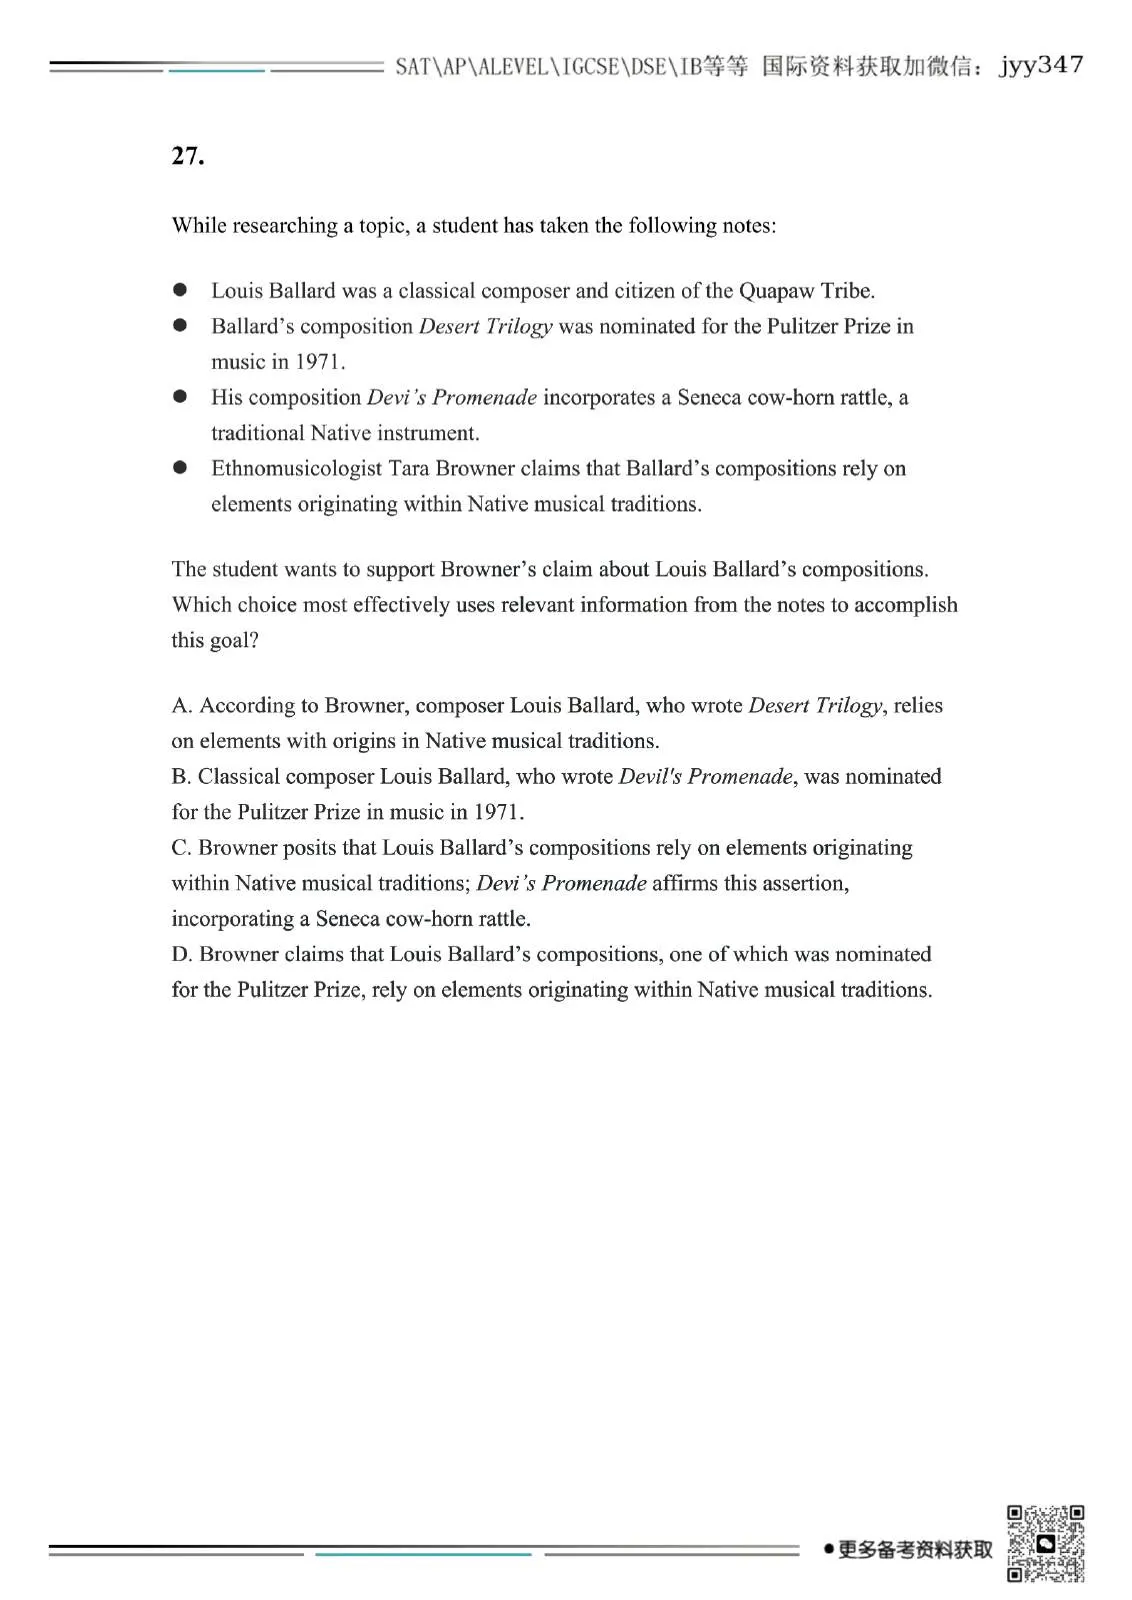 SAT\AP\ALEVEL\IGCSE\DSE\IB等等 国际资料获取加微信：jyy347
27.
While researching a topic, a student has taken the following notes:
● Louis Ballard was a classical composer and citizen of the Quapaw Tribe.
● Ballard’s composition Desert Trilogy was nominated for the Pulitzer Prize in
music in 1971.
● His composition Devi’s Promenade incorporates a Seneca cow-horn rattle, a
traditional Native instrument.
● Ethnomusicologist Tara Browner claims that Ballard’s compositions rely on
elements originating within Native musical traditions.
The student wants to support Browner’s claim about Louis Ballard’s compositions.
Which choice most effectively uses relevant information from the notes to accomplish
this goal?
A. According to Browner, composer Louis Ballard, who wrote Desert Trilogy, relies
on elements with origins in Native musical traditions.
B. Classical composer Louis Ballard, who wrote Devil's Promenade, was nominated
for the Pulitzer Prize in music in 1971.
C. Browner posits that Louis Ballard’s compositions rely on elements originating
within Native musical traditions; Devi’s Promenade affirms this assertion,
incorporating a Seneca cow-horn rattle.
D. Browner claims that Louis Ballard’s compositions, one of which was nominated
for the Pulitzer Prize, rely on elements originating within Native musical traditions.
●更多备考资料获取